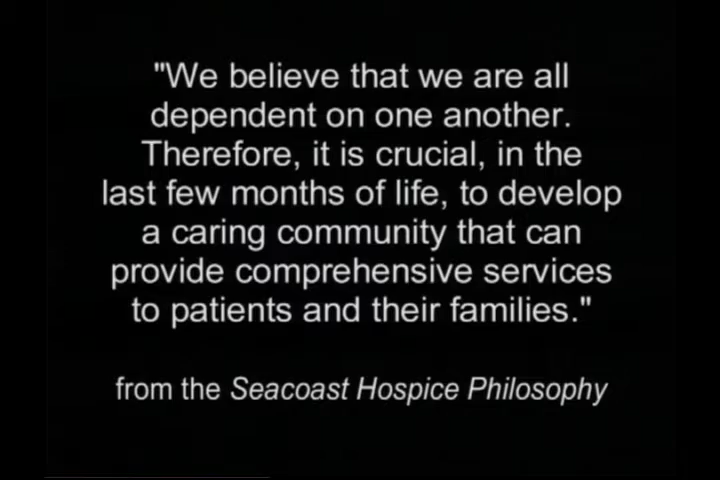 "We believe that we are all
dependent on one another.
Therefore, it is crucial, in the
last few months of life, to develop
a caring community that can
provide comprehensive services
to patients and their families."
from the Seacoast Hospice Philosophy